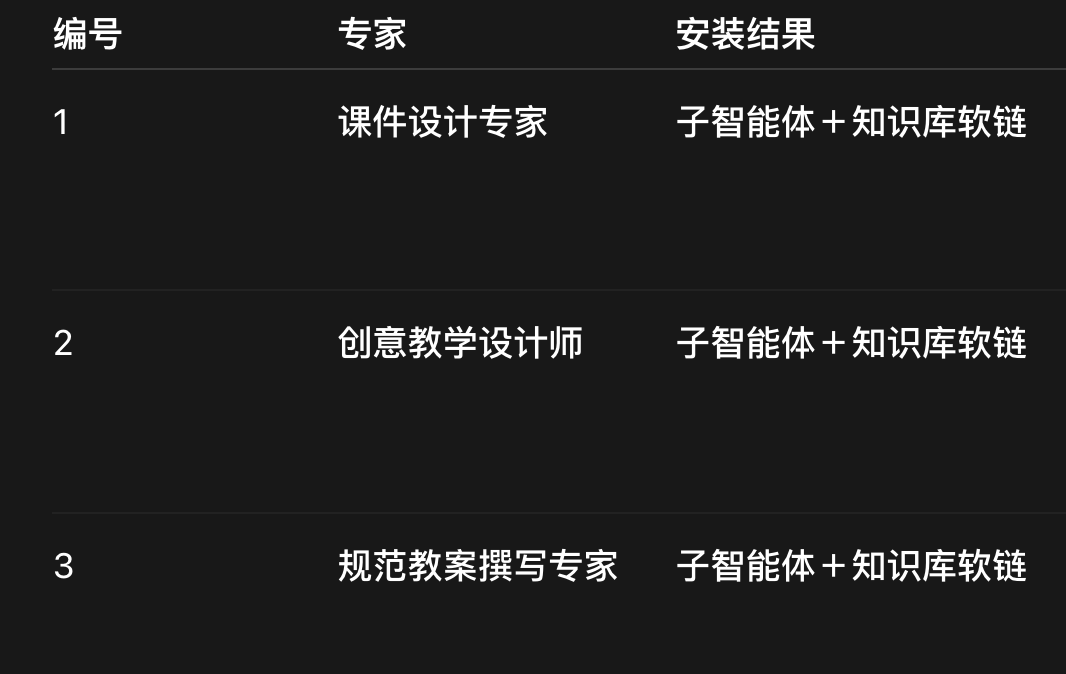 编号 专家 安装结果
1 课件设计专家 子智能体＋知识库软链
2 创意教学设计师 子智能体＋知识库软链
3 规范教案撰写专家 子智能体＋知识库软链